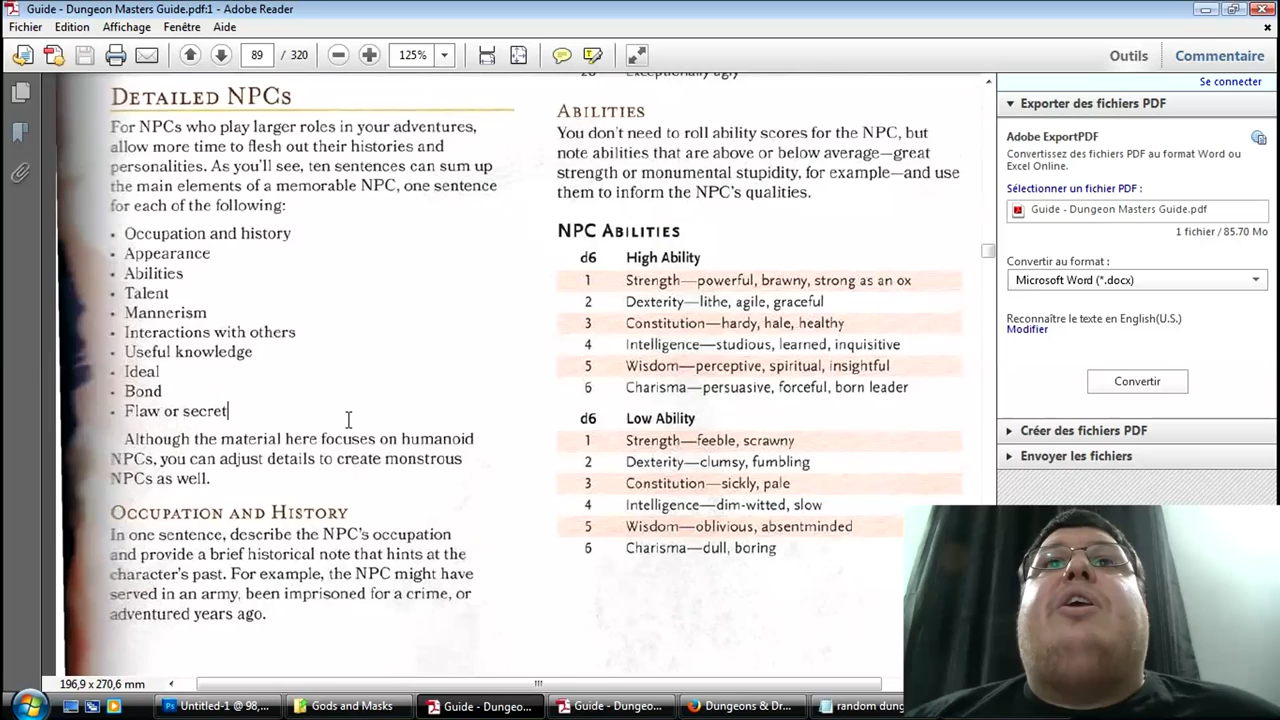 Guide - Dungeon Masters Guide.pdf:1 - Adobe Reader
Fichier Edition Affichage Fenêtre Aide
89 / 320 125% Outils Commentaire
DETAILED NPCS
For NPCs who play larger roles in your adventures,
allow more time to flesh out their histories and
personalities. As you'll see, ten sentences can sum up
the main elements of a memorable NPC, one sentence
for each of the following:
• Occupation and history
• Appearance
• Abilities
• Talent
• Mannerism
• Interactions with others
• Useful knowledge
• Ideal
• Bond
• Flaw or secret
Although the material here focuses on humanoid
NPCs, you can adjust details to create monstrous
NPCs as well.
OCCUPATION AND HISTORY
In one sentence, describe the NPC's occupation
and provide a brief historical note that hints at the
character's past. For example, the NPC might have
served in an army, been imprisoned for a crime, or
adventured years ago.
20 Exceptionally ugly
ABILITIES
You don't need to roll ability scores for the NPC, but
note abilities that are above or below average—great
strength or monumental stupidity, for example—and use
them to inform the NPC's qualities.
NPC ABILITIES
d6 High Ability
1 Strength—powerful, brawny, strong as an ox
2 Dexterity—lithe, agile, graceful
3 Constitution—hardy, hale, healthy
4 Intelligence—studious, learned, inquisitive
5 Wisdom—perceptive, spiritual, insightful
6 Charisma—persuasive, forceful, born leader
d6 Low Ability
1 Strength—feeble, scrawny
2 Dexterity—clumsy, fumbling
3 Constitution—sickly, pale
4 Intelligence—dim-witted, slow
5 Wisdom—oblivious, absentminded
6 Charisma—dull, boring
Se connecter
Exporter des fichiers PDF
Adobe ExportPDF
Convertissez des fichiers PDF au format Word ou
Excel Online.
Sélectionner un fichier PDF :
Guide - Dungeon Masters Guide.pdf
1 fichier / 85.70 Mo
Convertir au format :
Microsoft Word (*.docx)
Reconnaître le texte en English(U.S.)
Modifier
Convertir
Créer des fichiers PDF
Envoyer les fichiers
196,9 x 270,6 mm
Untitled-1 @ 98,... Gods and Masks Guide - Dungeo... Guide - Dungeo... Dungeons & Dr... random dung